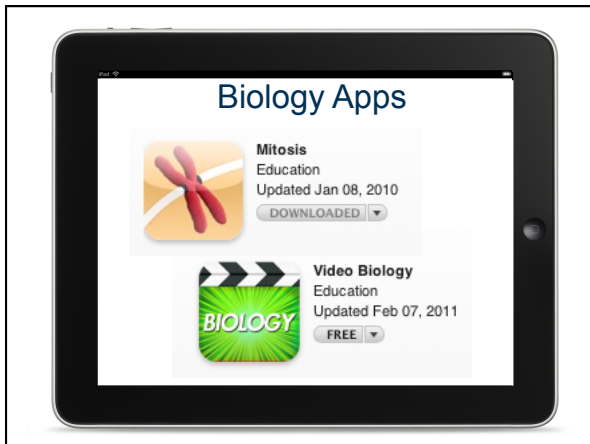 iPad
Biology Apps
Mitosis
Education
Updated Jan 08, 2010
DOWNLOADED
Video Biology
Education
Updated Feb 07, 2011
FREE
BIOLOGY